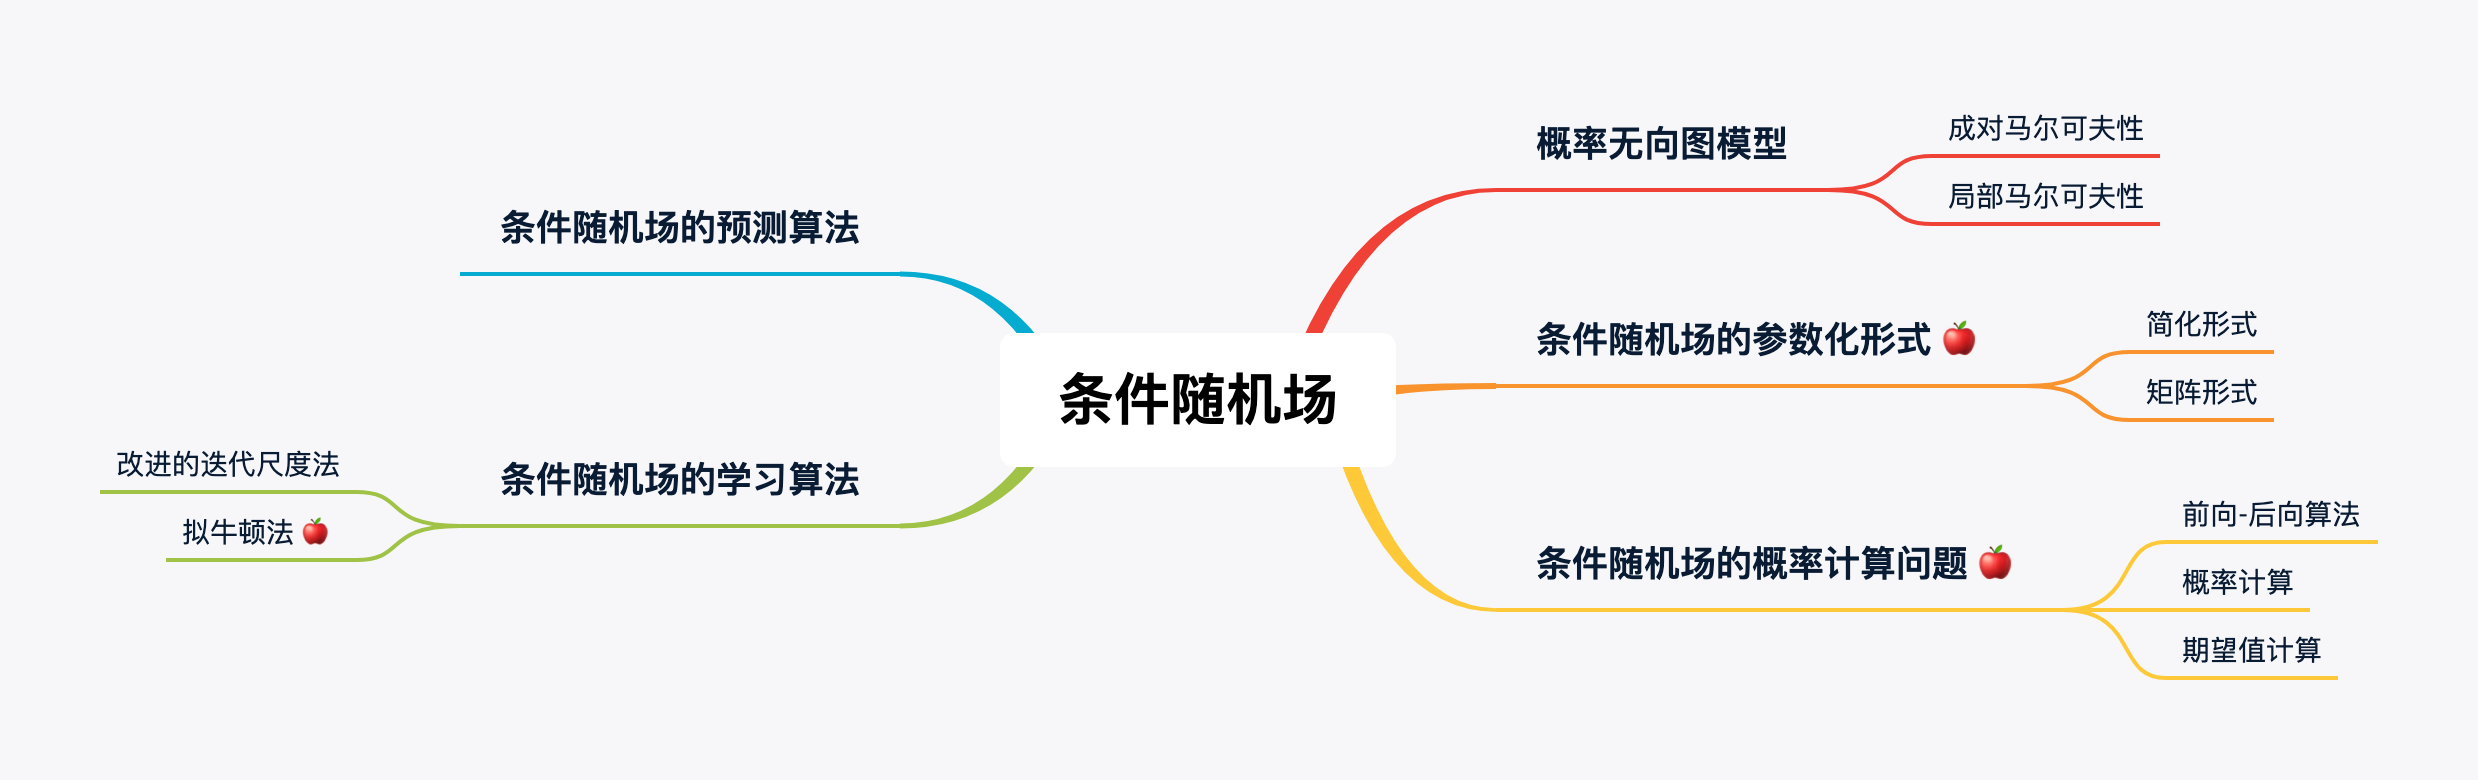 条件随机场
概率无向图模型
成对马尔可夫性
局部马尔可夫性
条件随机场的参数化形式 🍎
简化形式
矩阵形式
条件随机场的概率计算问题 🍎
前向-后向算法
概率计算
期望值计算
条件随机场的预测算法
条件随机场的学习算法
改进的迭代尺度法
拟牛顿法 🍎